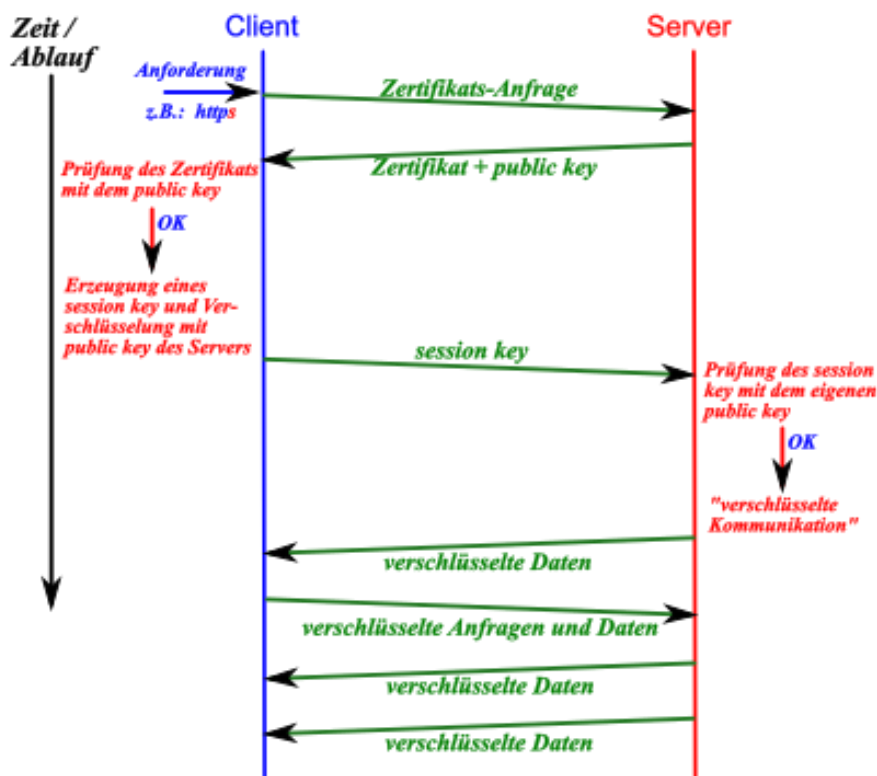 Zeit /
Ablauf
Client
Server
Anforderung
z.B.: https
Zertifikats-Anfrage
Zertifikat + public key
Prüfung des Zertifikats
mit dem public key
OK
Erzeugung eines
session key und Ver-
schlüsselung mit
public key des Servers
session key
Prüfung des session
key mit dem eigenen
public key
OK
"verschlüsselte
Kommunikation"
verschlüsselte Daten
verschlüsselte Anfragen und Daten
verschlüsselte Daten
verschlüsselte Daten